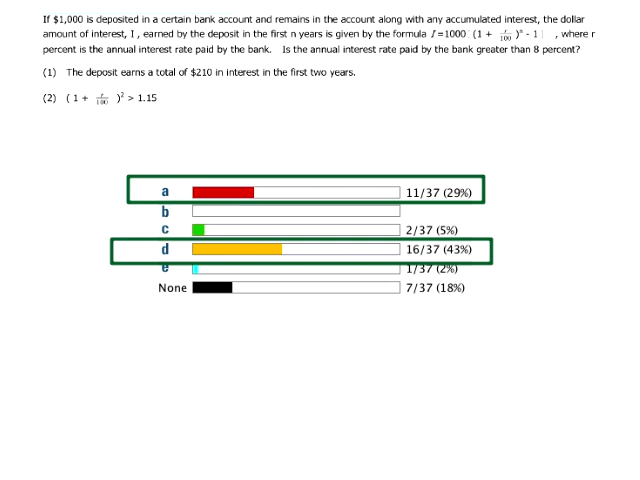 If $1,000 is deposited in a certain bank account and remains in the account along with any accumulated interest, the dollar
amount of interest, I , earned by the deposit in the first n years is given by the formula I=1000[(1 + r/100)ⁿ - 1] , where r
percent is the annual interest rate paid by the bank. Is the annual interest rate paid by the bank greater than 8 percent?
(1) The deposit earns a total of $210 in interest in the first two years.
(2) (1 + r/100 )² > 1.15
a 11/37 (29%)
b
c 2/37 (5%)
d 16/37 (43%)
e 1/37 (2%)
None 7/37 (18%)